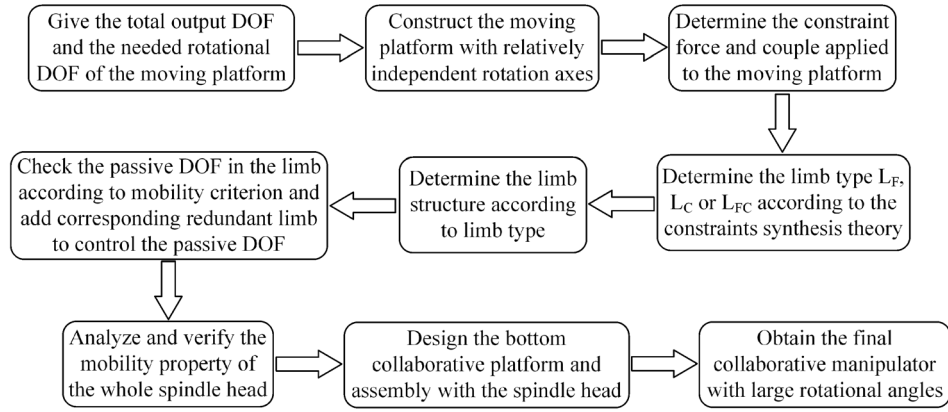 Give the total output DOF
and the needed rotational
DOF of the moving platform
Construct the moving
platform with relatively
independent rotation axes
Determine the constraint
force and couple applied
to the moving platform
Determine the limb type LF,
LC or LFC according to the
constraints synthesis theory
Determine the limb
structure according
to limb type
Check the passive DOF in the limb
according to mobility criterion and
add corresponding redundant limb
to control the passive DOF
Analyze and verify the
mobility property of
the whole spindle head
Design the bottom
collaborative platform and
assembly with the spindle head
Obtain the final
collaborative manipulator
with large rotational angles